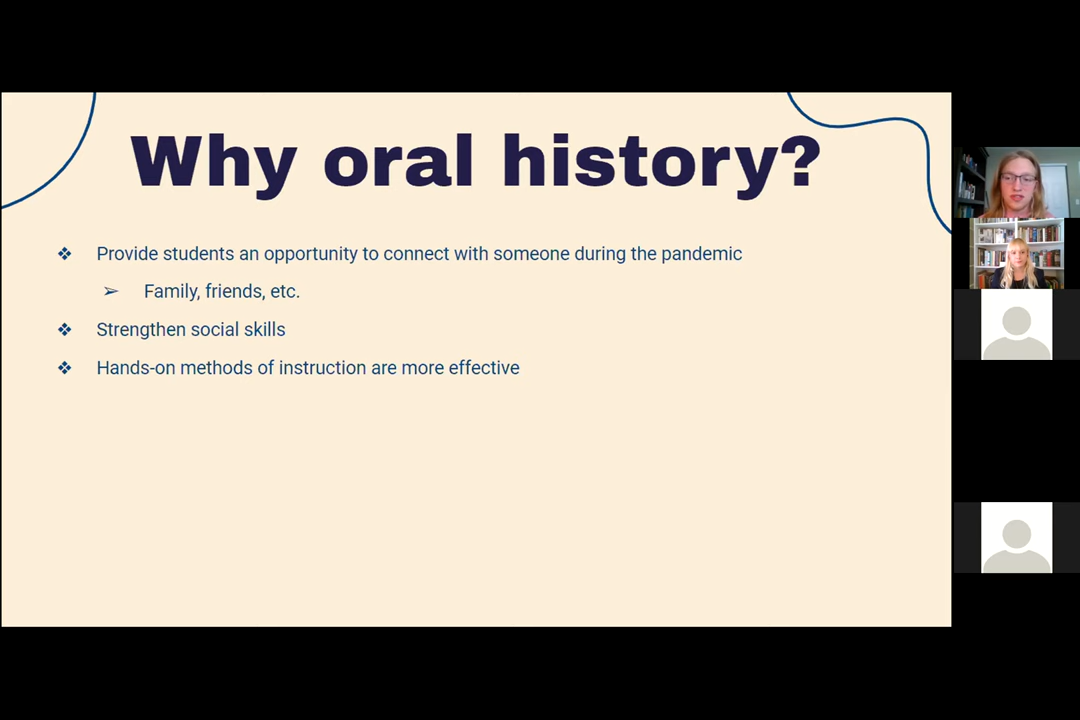 Why oral history?
❖ Provide students an opportunity to connect with someone during the pandemic
➢ Family, friends, etc.
❖ Strengthen social skills
❖ Hands-on methods of instruction are more effective